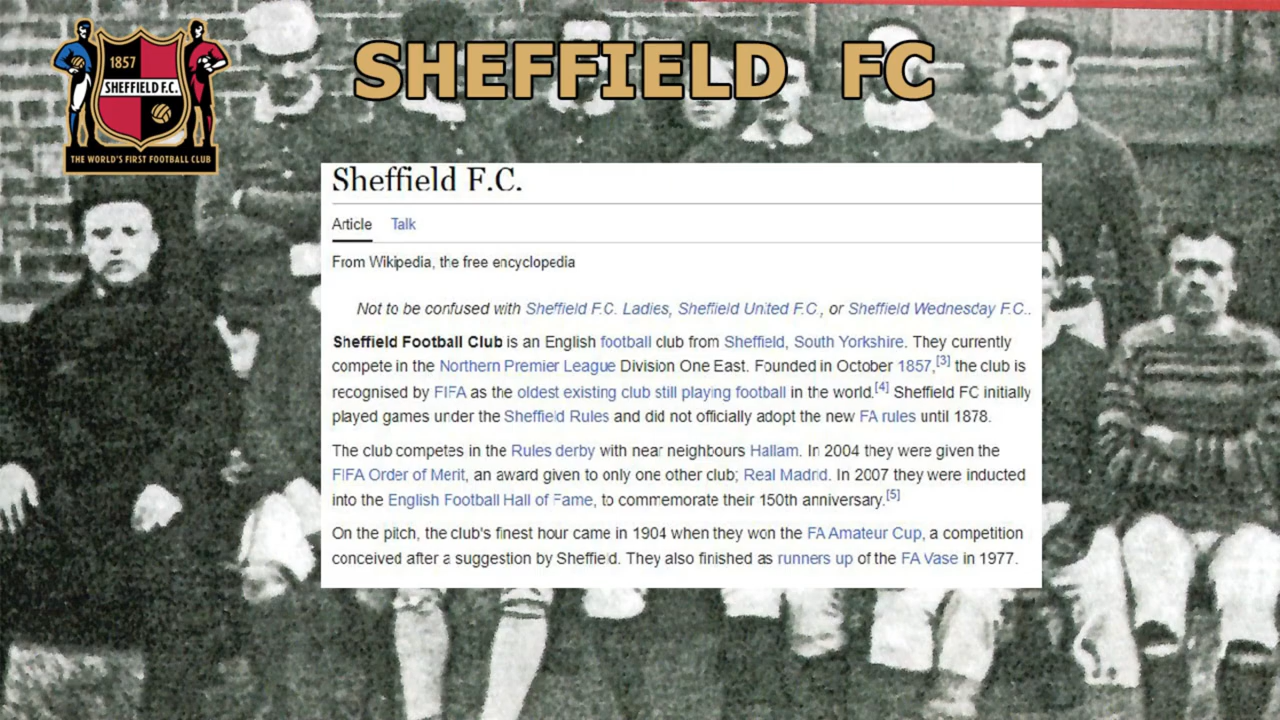 1857
SHEFFIELD F.C.
THE WORLD'S FIRST FOOTBALL CLUB
SHEFFIELD FC
Sheffield F.C.
Article Talk
From Wikipedia, the free encyclopedia
Not to be confused with Sheffield F.C. Ladies, Sheffield United F.C., or Sheffield Wednesday F.C..
Sheffield Football Club is an English football club from Sheffield, South Yorkshire. They currently
compete in the Northern Premier League Division One East. Founded in October 1857,[3] the club is
recognised by FIFA as the oldest existing club still playing football in the world.[4] Sheffield FC initially
played games under the Sheffield Rules and did not officially adopt the new FA rules until 1878.
The club competes in the Rules derby with near neighbours Hallam. In 2004 they were given the
FIFA Order of Merit, an award given to only one other club; Real Madrid. In 2007 they were inducted
into the English Football Hall of Fame, to commemorate their 150th anniversary.[5]
On the pitch, the club's finest hour came in 1904 when they won the FA Amateur Cup, a competition
conceived after a suggestion by Sheffield. They also finished as runners up of the FA Vase in 1977.